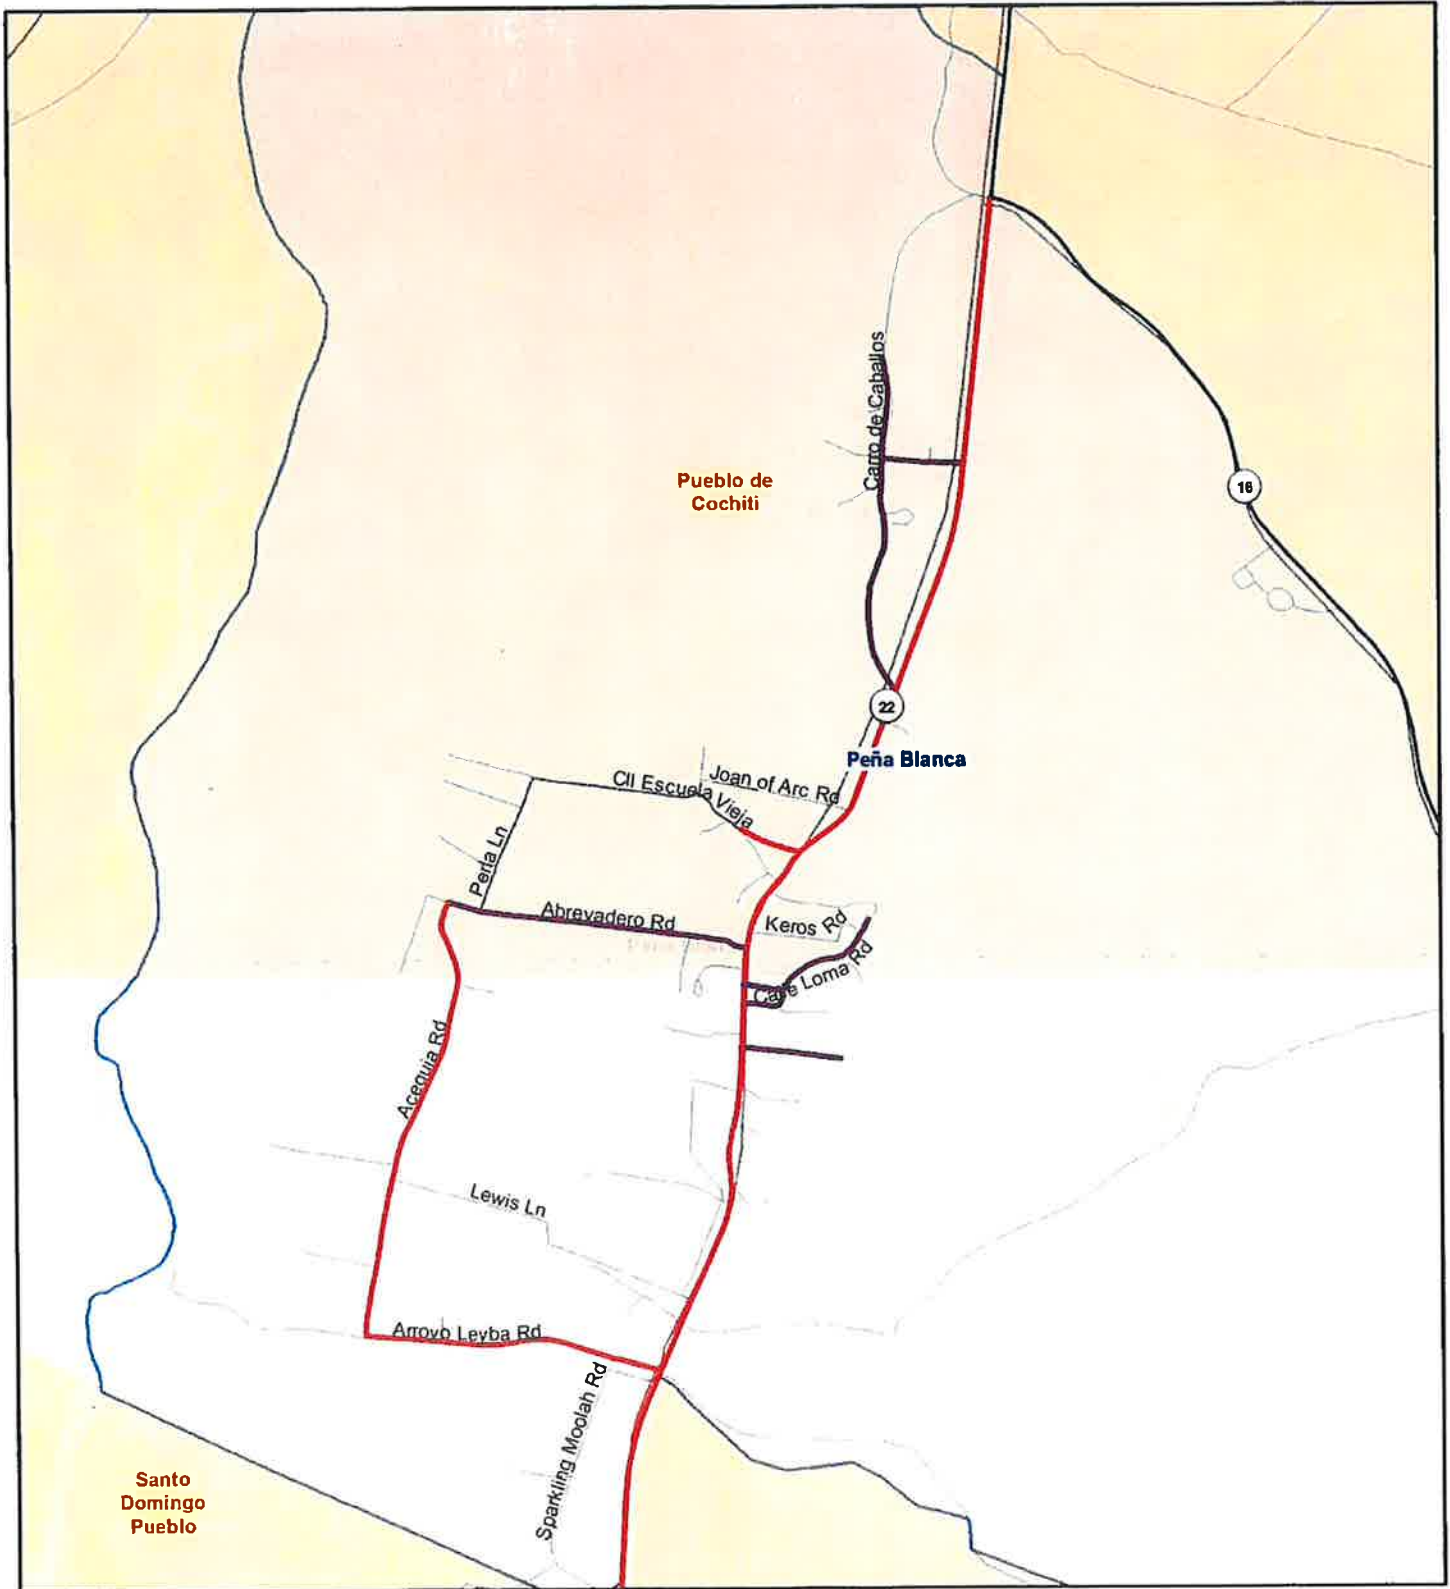 Carro de Caballos
Pueblo de
Cochiti
16
22
Peña Blanca
Joan of Arc Rd
Cll Escuela Vieja
Perla Ln
Abrevadero Rd
Keros Rd
Calle Loma Rd
Acequia Rd
Lewis Ln
Arroyo Leyba Rd
Sparkling Moolah Rd
Santo
Domingo
Pueblo